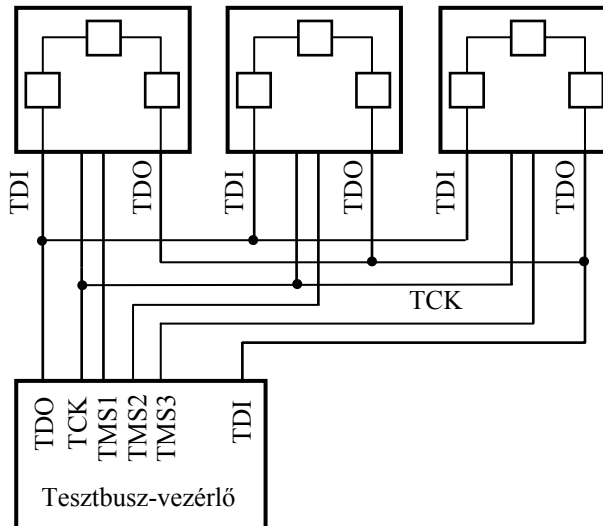 TDI
TDO
TDI
TDO
TDI
TDO
TCK
TDO
TCK
TMS1
TMS2
TMS3
TDI
Tesztbusz-vezérlő